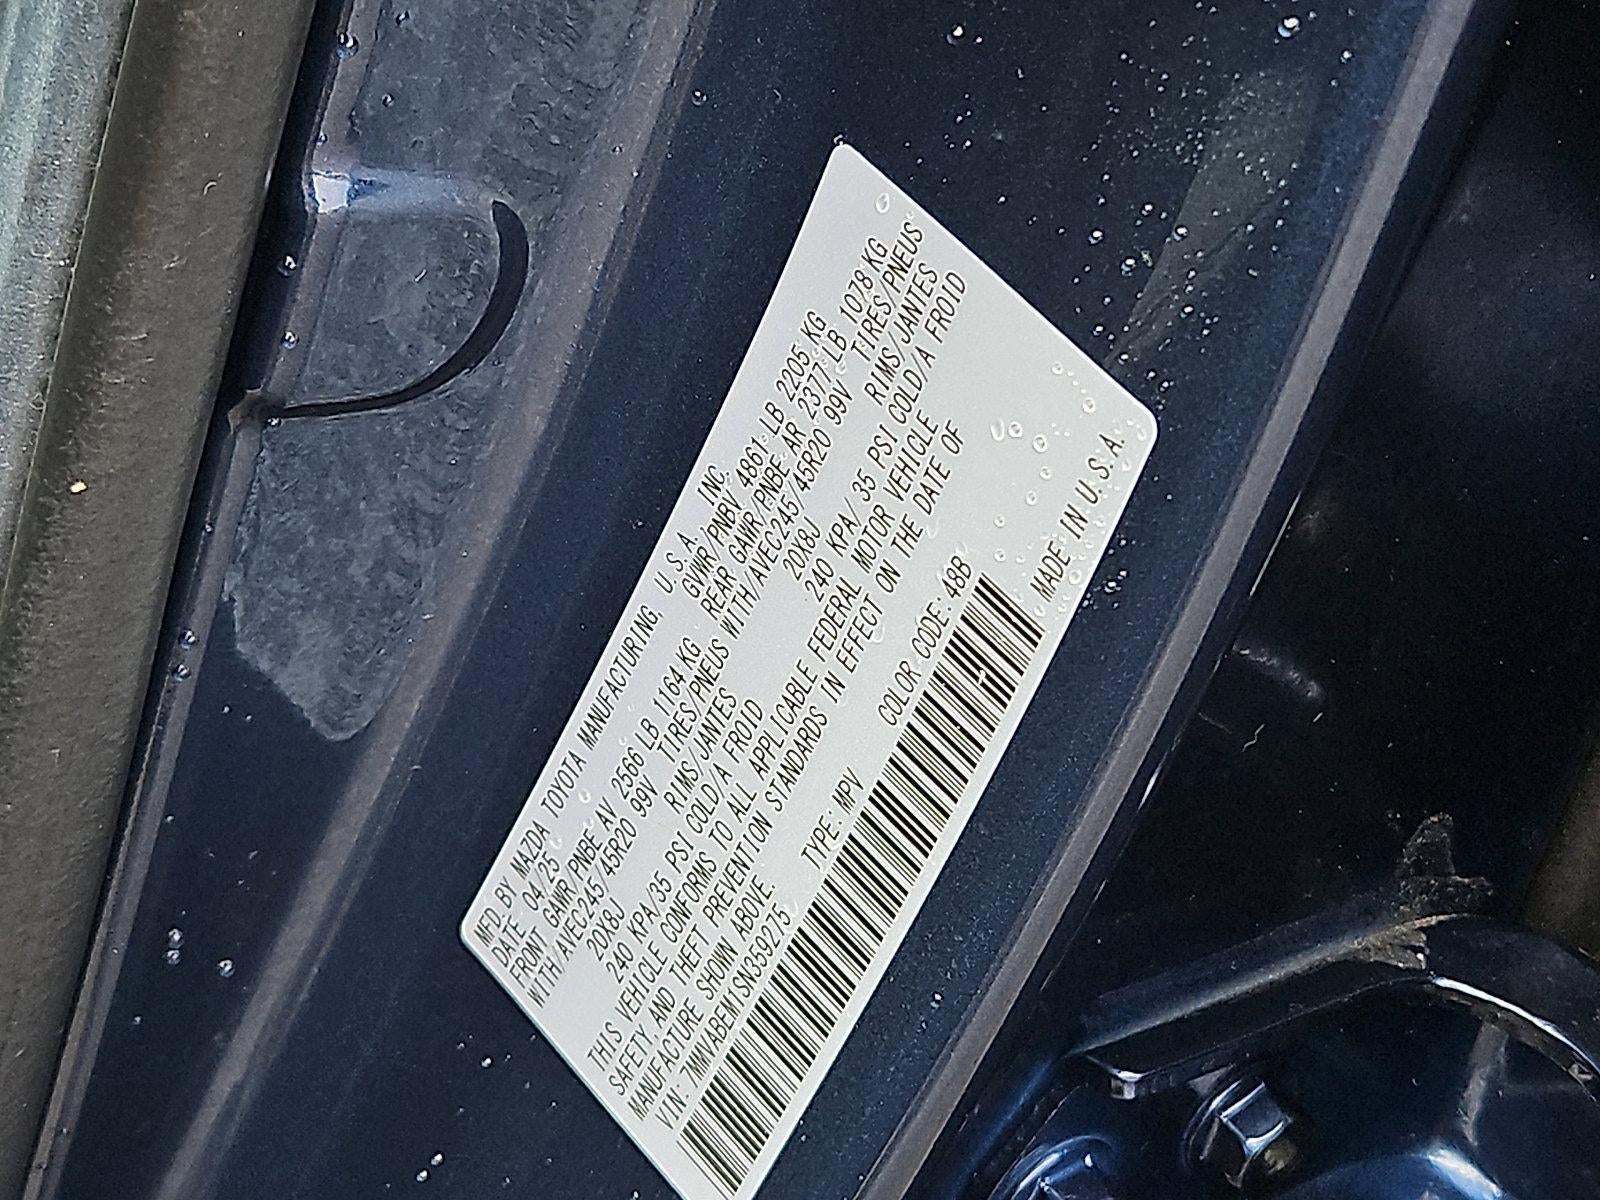 MFD BY MAZDA TOYOTA MANUFACTURING, U.S.A. INC.
DATE 04/25 GVWR/PNBV 4861 LB 2205 KG
FRONT GAWR/PNBE AV 2566 LB 1164 KG REAR GAWR/PNBE AR 2377 LB 1078 KG
WITH/AVEC245/45R20 99V TIRES/PNEUS WITH/AVEC245/45R20 99V TIRES/PNEUS
20X8J RIMS/JANTES 20X8J RIMS/JANTES
240 KPA/35 PSI COLD/A FROID 240 KPA/35 PSI COLD/A FROID
THIS VEHICLE CONFORMS TO ALL APPLICABLE FEDERAL MOTOR VEHICLE
SAFETY, AND THEFT PREVENTION STANDARDS IN EFFECT ON THE DATE OF
MANUFACTURE SHOWN ABOVE.
VIN: 7MMVABEM1SN359275 TYPE: MPV COLOR CODE: 48B
MADE IN U.S.A.